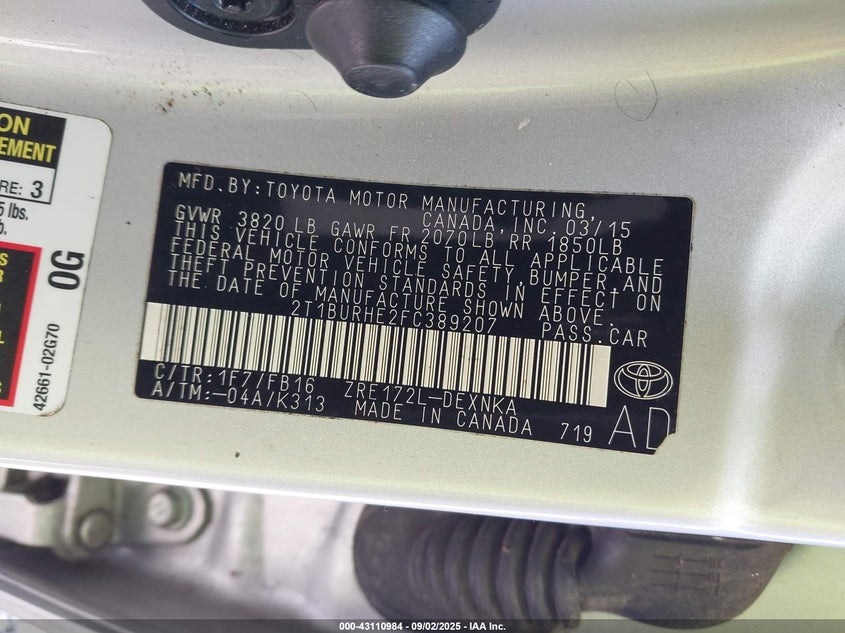 ON
EMENT
RE: 3
5 lbs.
b.
S
R
L
S
0G
42661-02G70
MFD.BY:TOYOTA MOTOR MANUFACTURING,
CANADA,INC.03/15
GVWR 3820 LB GAWR FR 2070LB RR 1850LB
THIS VEHICLE CONFORMS TO ALL APPLICABLE
FEDERAL MOTOR VEHICLE SAFETY,BUMPER,AND
THEFT PREVENTION STANDARDS IN EFFECT ON
THE DATE OF MANUFACTURE SHOWN ABOVE.
2T1BURHE2FC389207 PASS.CAR
C/TR:1F7/FB16 ZRE172L-DEXNKA
A/TM:-04A/K313 MADE IN CANADA 719
AD
000-43110984 - 09/02/2025 - IAA Inc.